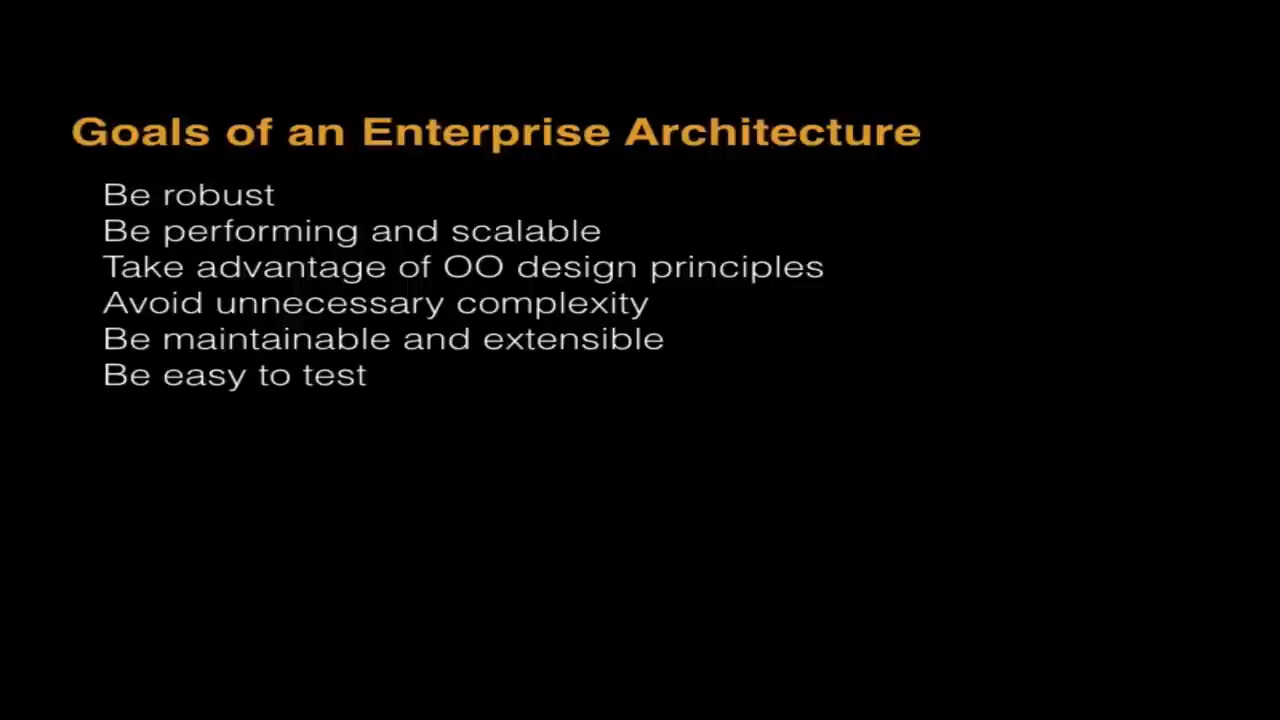 Goals of an Enterprise Architecture
Be robust
Be performing and scalable
Take advantage of OO design principles
Avoid unnecessary complexity
Be maintainable and extensible
Be easy to test